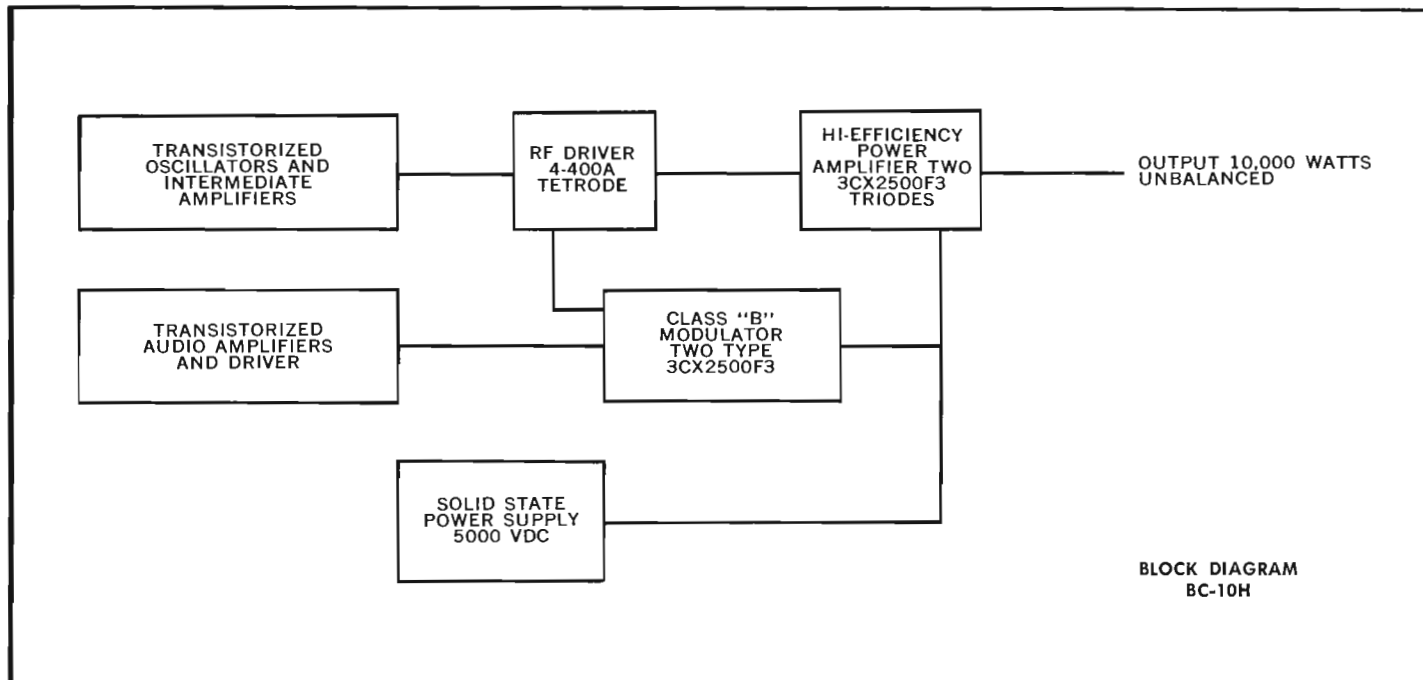 TRANSISTORIZED
OSCILLATORS AND
INTERMEDIATE
AMPLIFIERS
RF DRIVER
4-400A
TETRODE
HI-EFFICIENCY
POWER
AMPLIFIER TWO
3CX2500F3
TRIODES
OUTPUT 10,000 WATTS
UNBALANCED
TRANSISTORIZED
AUDIO AMPLIFIERS
AND DRIVER
CLASS "B"
MODULATOR
TWO TYPE
3CX2500F3
SOLID STATE
POWER SUPPLY
5000 VDC
BLOCK DIAGRAM
BC-10H